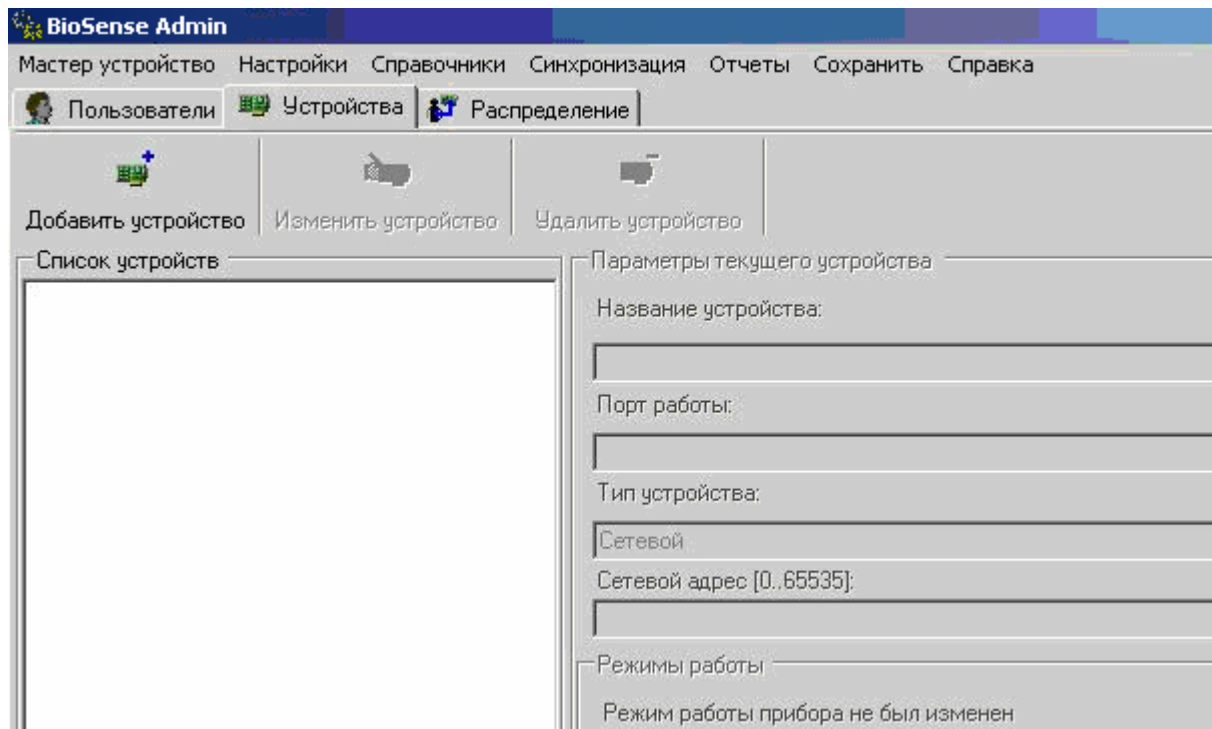 BioSense Admin
Мастер устройство Настройки Справочники Синхронизация Отчеты Сохранить Справка
Пользователи Устройства Распределение
Добавить устройство Изменить устройство Удалить устройство
Список устройств
Параметры текущего устройства
Название устройства:
Порт работы:
Тип устройства:
Сетевой
Сетевой адрес [0..65535]:
Режимы работы
Режим работы прибора не был изменен